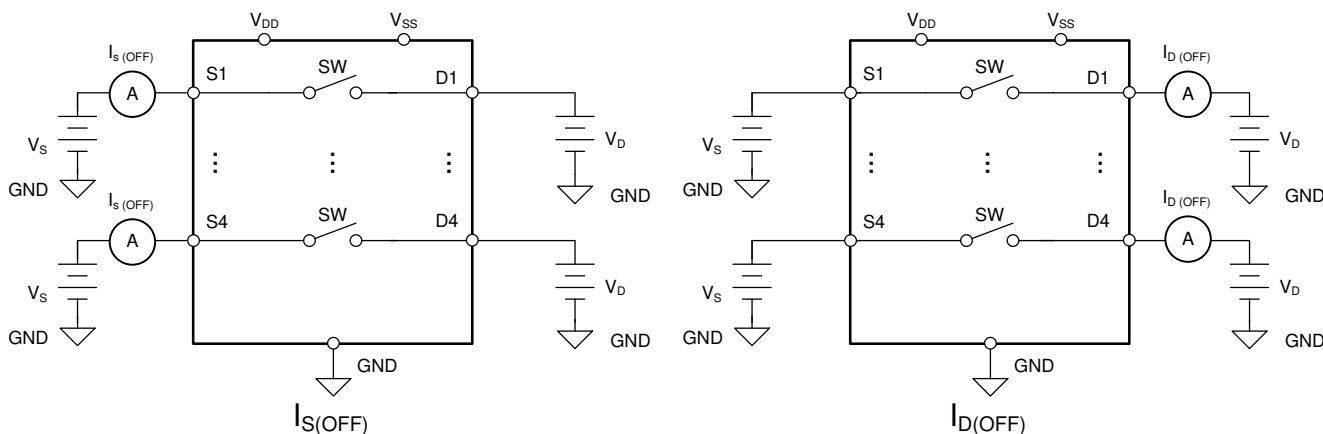 VDD
VSS
Is (OFF)
A
S1
SW
D1
VS
VD
GND
GND
...
...
...
Is (OFF)
A
S4
SW
D4
VS
VD
GND
GND
GND
IS(OFF)
VDD
VSS
ID (OFF)
S1
SW
D1
A
VS
VD
GND
GND
...
...
...
ID (OFF)
S4
SW
D4
A
VS
VD
GND
GND
GND
ID(OFF)